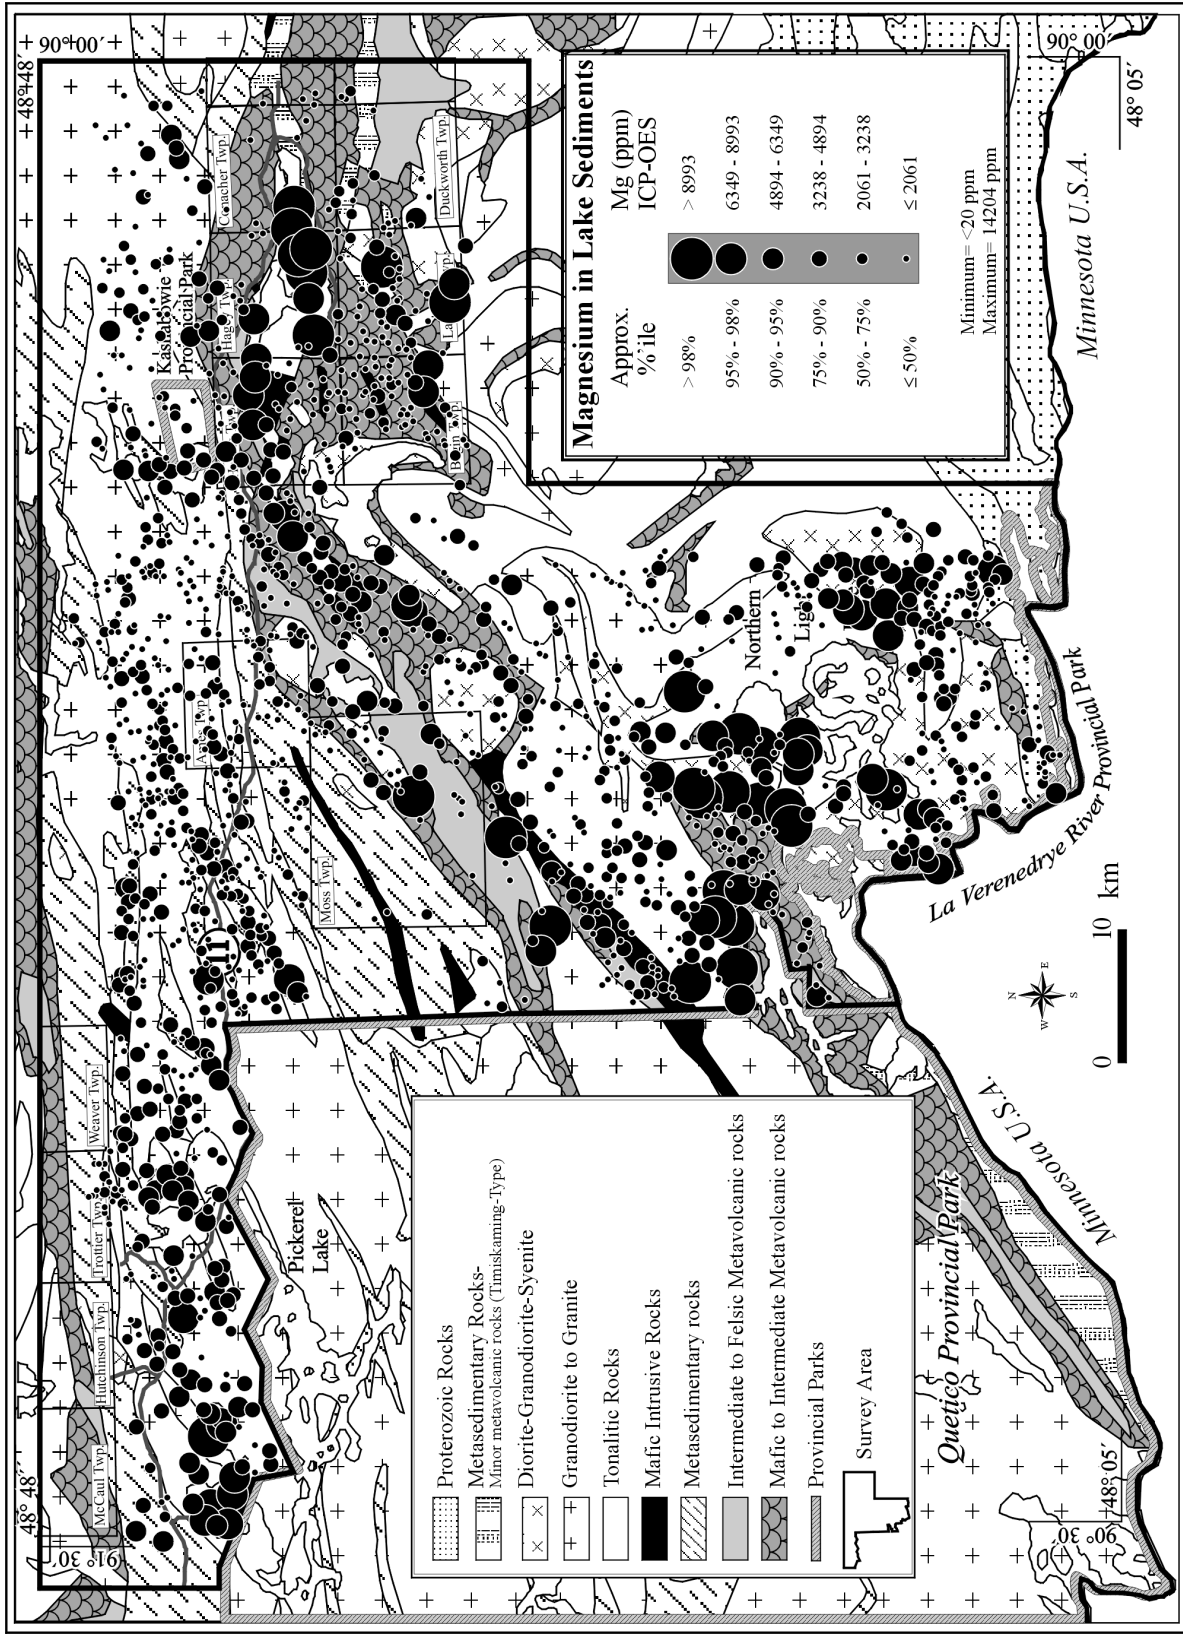 48° 48´
91° 30´
McCaul Twp.
Hutchinson Twp.
Trottier Twp.
Weaver Twp.
11
Ames Twp.
Moss Twp.
Kashabowie
Provincial Park
Hagey Twp.
Conacher Twp.
Begin Twp.
Duckworth Twp.
48°48´
90°00´
Pickerel
Lake
Northern
Light
Proterozoic Rocks
Metasedimentary Rocks-
Minor metavolcanic rocks (Timiskaming-Type)
Diorite-Granodiorite-Syenite
Granodiorite to Granite
Tonalitic Rocks
Mafic Intrusive Rocks
Metasedimentary rocks
Intermediate to Felsic Metavolcanic rocks
Mafic to Intermediate Metavolcanic rocks
Provincial Parks
Survey Area
Magnesium in Lake Sediments
Approx. Mg (ppm)
%'ile ICP-OES
> 98% > 8993
95% - 98% 6349 - 8993
90% - 95% 4894 - 6349
75% - 90% 3238 - 4894
50% - 75% 2061 - 3238
≤ 50% ≤ 2061
Minimum= <20 ppm
Maximum= 14204 ppm
Quetico Provincial Park
Minnesota U.S.A.
La Verenedrye River Provincial Park
Minnesota U.S.A.
N
W E
S
0 10 km
48° 05´
90° 30´
90° 00´
48° 05´